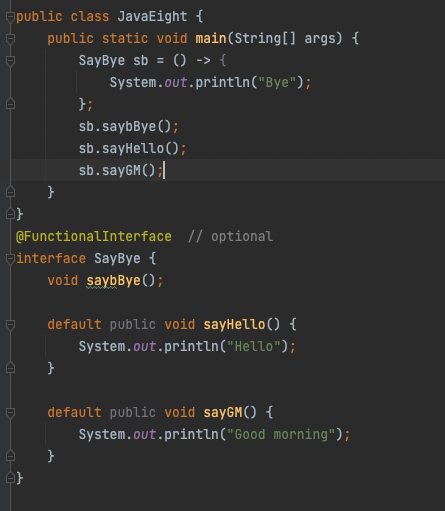 public class JavaEight {
    public static void main(String[] args) {
        SayBye sb = () -> {
            System.out.println("Bye");
        };
        sb.saybBye();
        sb.sayHello();
        sb.sayGM();
    }
}
@FunctionalInterface  // optional
interface SayBye {
    void saybBye();

    default public void sayHello() {
        System.out.println("Hello");
    }

    default public void sayGM() {
        System.out.println("Good morning");
    }
}